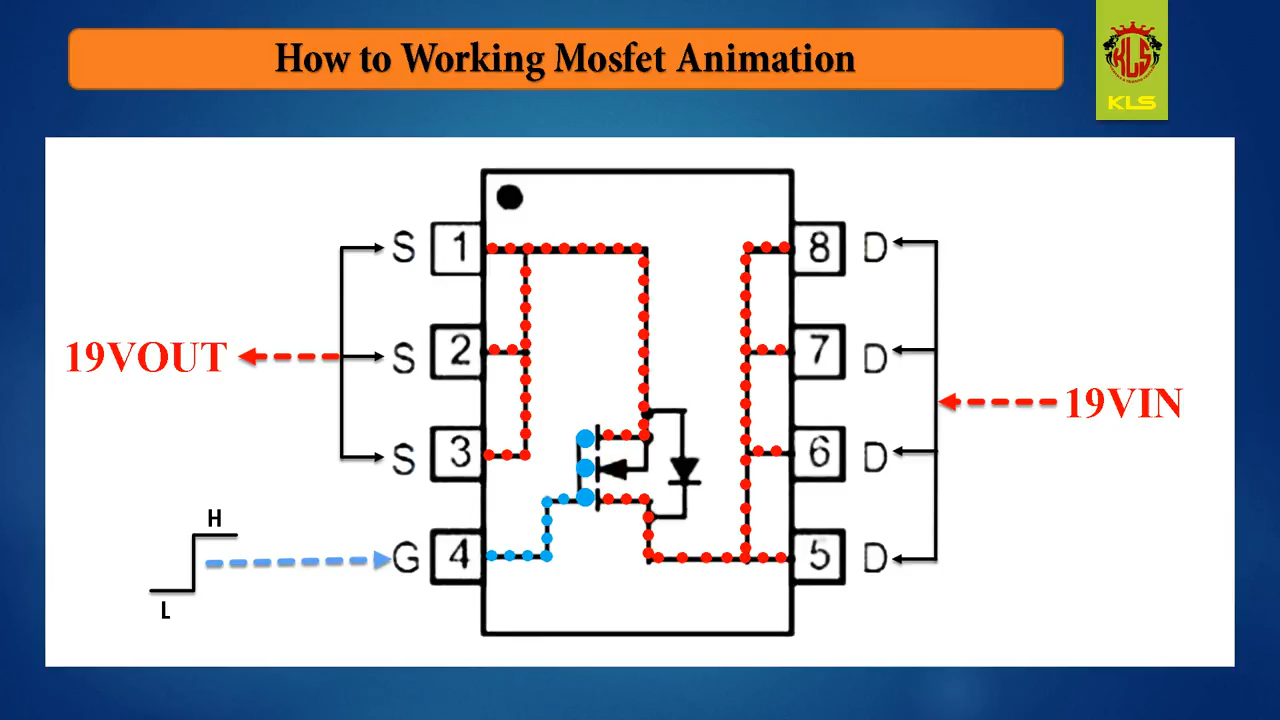 How to Working Mosfet Animation
KLS
KLS
S 1
S 2
S 3
G 4
8 D
7 D
6 D
5 D
19VOUT
19VIN
H
L